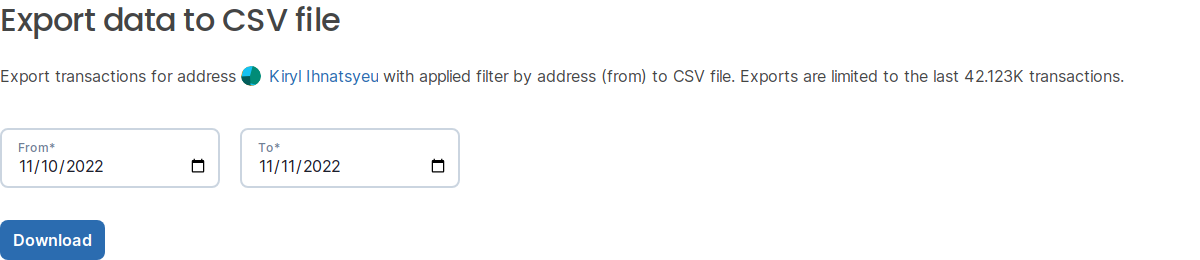 Export data to CSV file
Export transactions for address Kiryl Ihnatsyeu with applied filter by address (from) to CSV file. Exports are limited to the last 42.123K transactions.
From* To*
11/10/2022 11/11/2022
Download